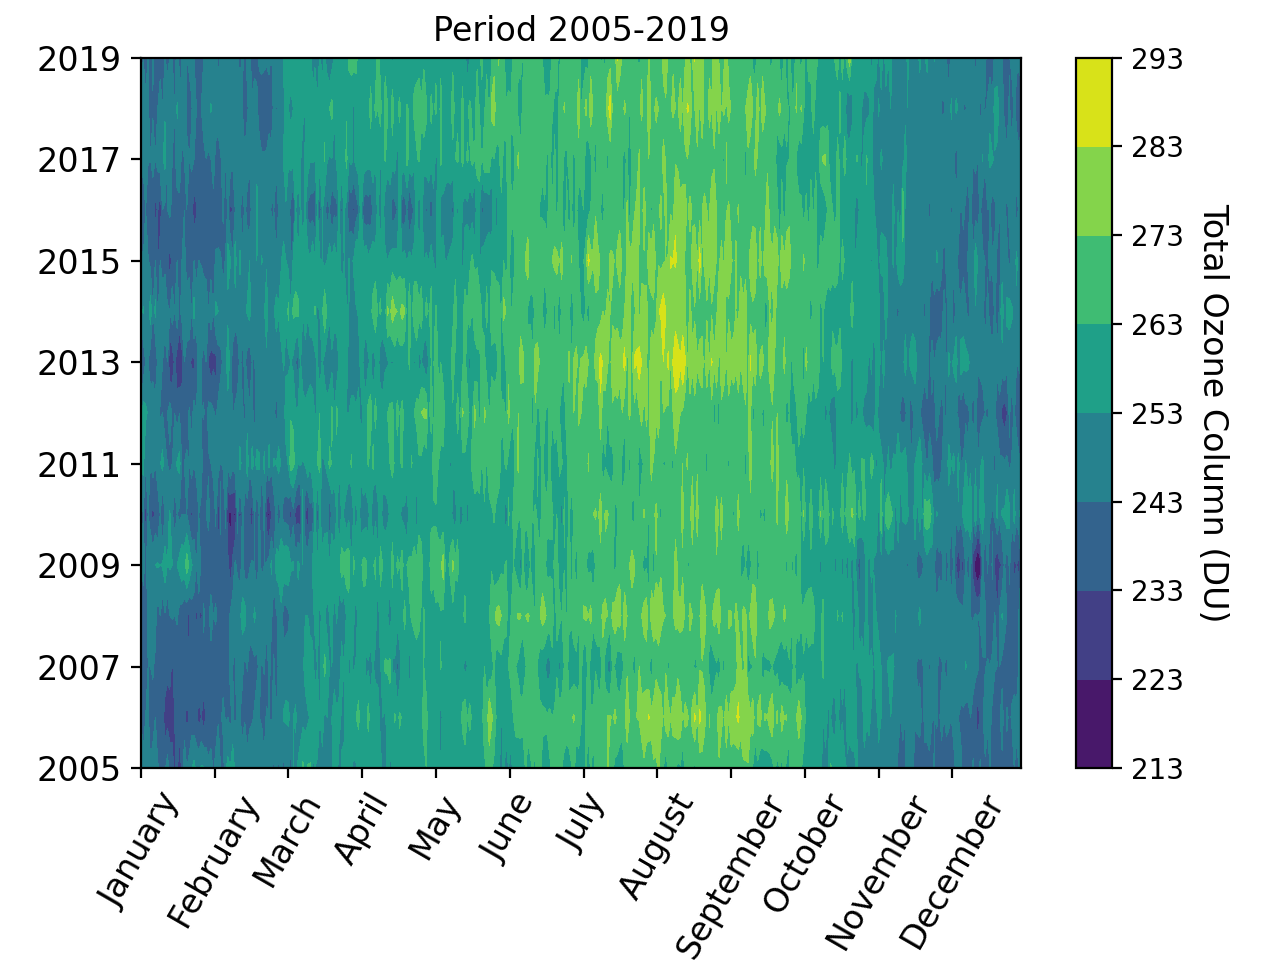 Period 2005-2019
2019
2017
2015
2013
2011
2009
2007
2005
January
February
March
April
May
June
July
August
September
October
November
December
293
283
273
263
253
243
233
223
213
Total Ozone Column (DU)